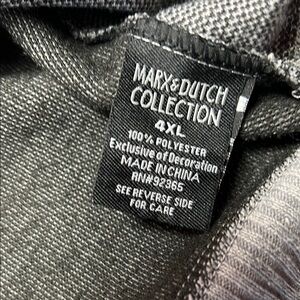 MARX&DUTCH
COLLECTION
4XL
100% POLYESTER
Exclusive of Decoration
MADE IN CHINA
RN#92365
SEE REVERSE SIDE
FOR CARE